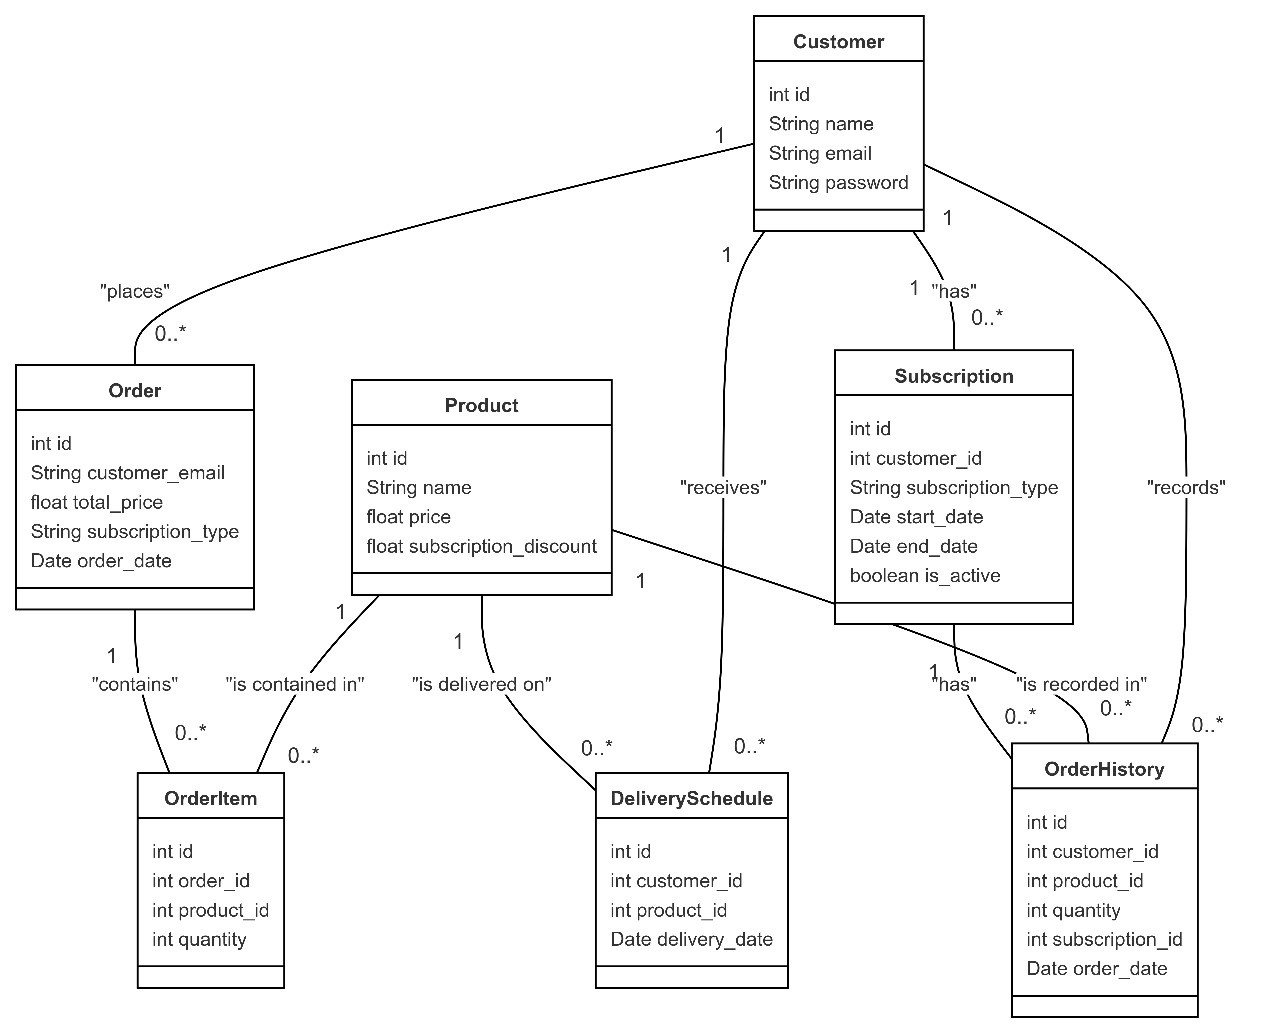 Customer
int id
String name
String email
String password
1
1
1
1
"places"
"has"
0..*
0..*
Order
int id
String customer_email
float total_price
String subscription_type
Date order_date
Product
int id
String name
float price
float subscription_discount
Subscription
int id
int customer_id
String subscription_type
Date start_date
Date end_date
boolean is_active
"receives"
"records"
1
1
1
1
1
"contains"
"is contained in"
"is delivered on"
"has"
"is recorded in"
0..*
0..*
0..*
0..*
0..*
0..*
0..*
OrderItem
int id
int order_id
int product_id
int quantity
DeliverySchedule
int id
int customer_id
int product_id
Date delivery_date
OrderHistory
int id
int customer_id
int product_id
int quantity
int subscription_id
Date order_date